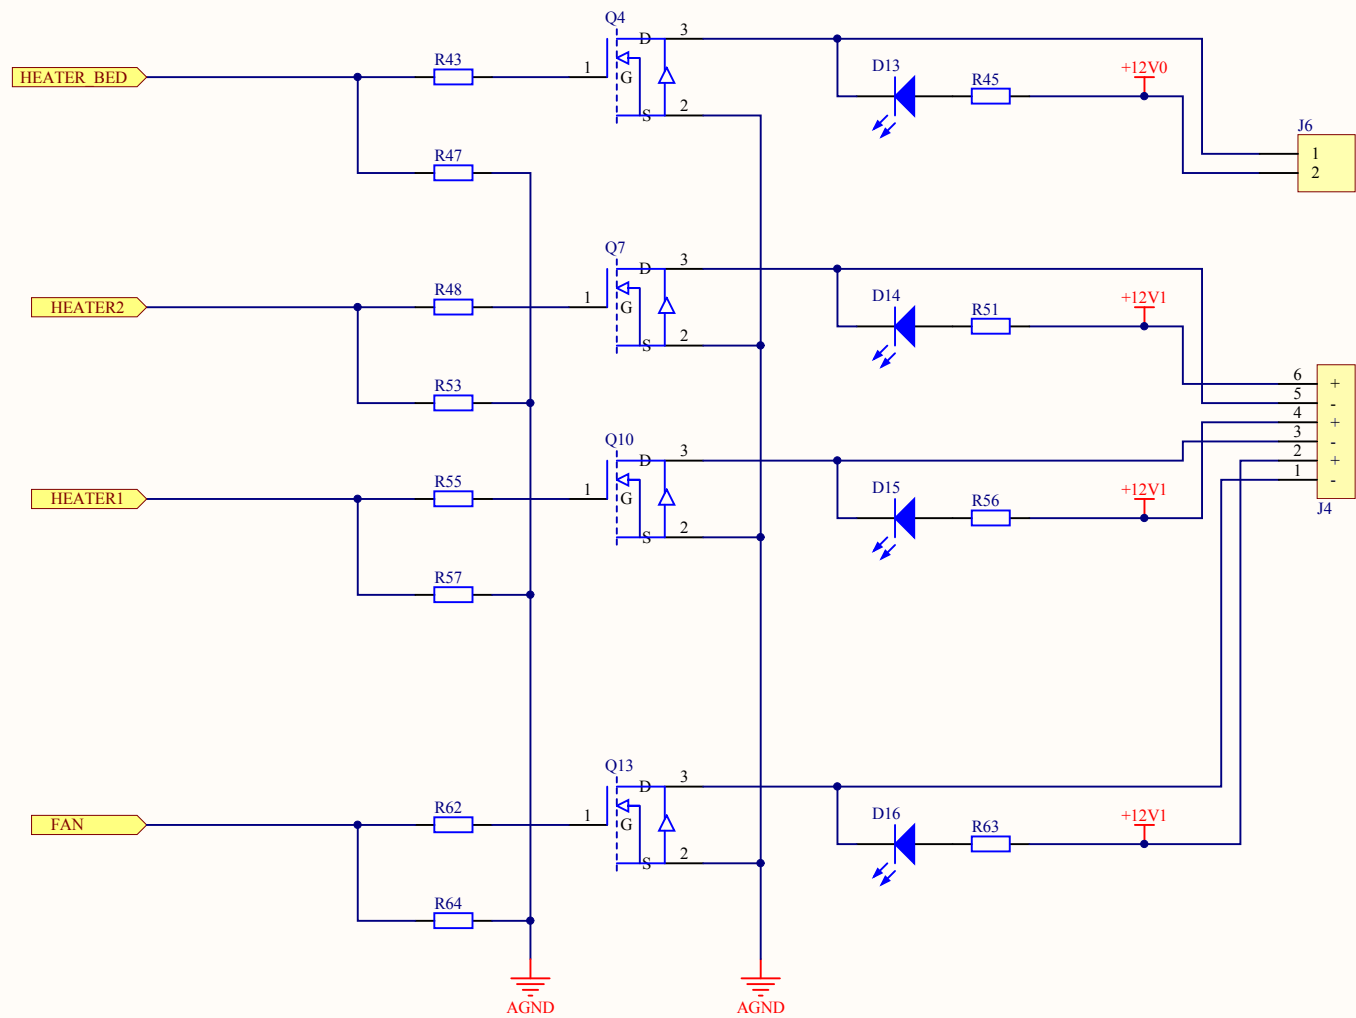 Q4
D 3
R43
HEATER_BED
1 G
2
S
D13
R45
+12V0
J6
1
2
R47
Q7
D 3
R48
HEATER2
1 G
2
S
D14
R51
+12V1
R53
6 +
5 -
4 +
3 -
2 +
1 -
J4
Q10
D 3
R55
HEATER1
1 G
2
S
D15
R56
+12V1
R57
Q13
D 3
R62
FAN
1 G
2
S
D16
R63
+12V1
R64
AGND
AGND